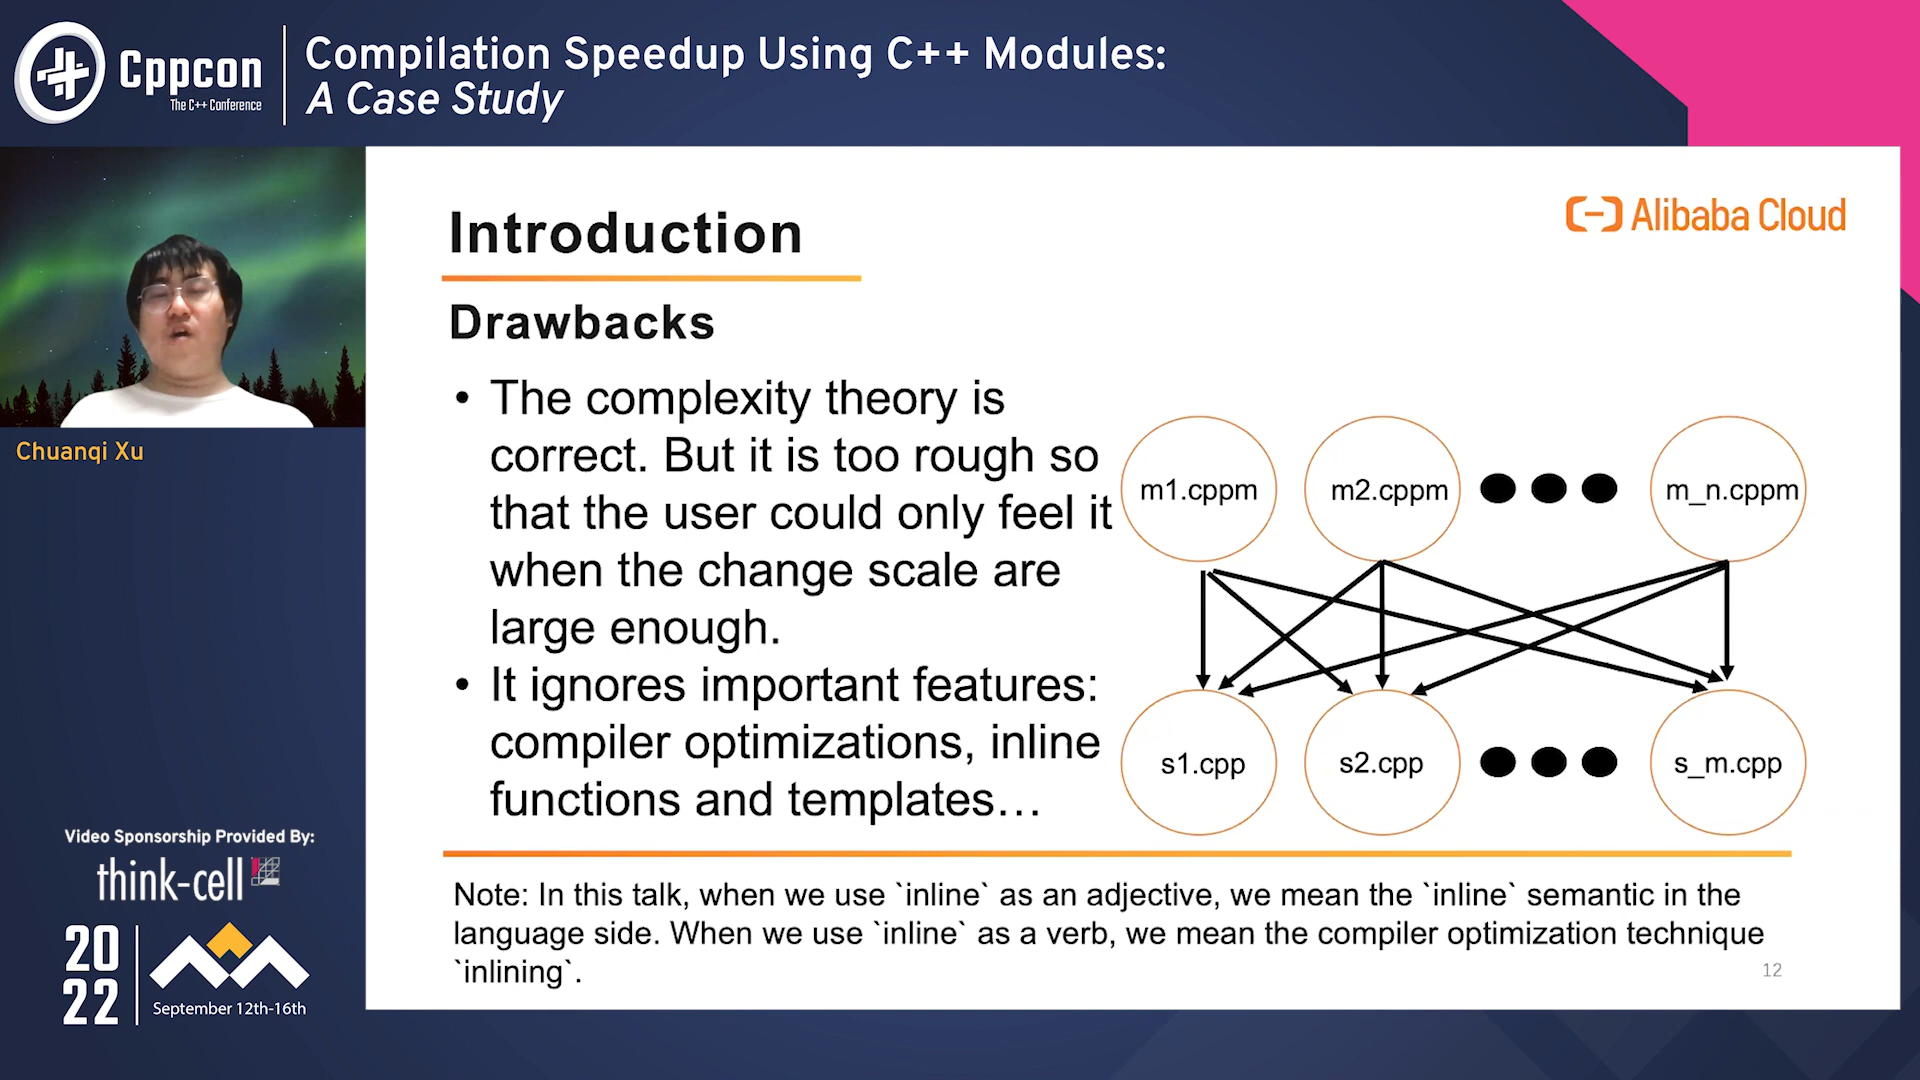 Cppcon
The C++ Conference
Compilation Speedup Using C++ Modules:
A Case Study
Chuanqi Xu
Alibaba Cloud
Introduction
Drawbacks
• The complexity theory is
correct. But it is too rough so
that the user could only feel it
when the change scale are
large enough.
• It ignores important features:
compiler optimizations, inline
functions and templates…
m1.cppm
m2.cppm
m_n.cppm
s1.cpp
s2.cpp
s_m.cpp
Note: In this talk, when we use `inline` as an adjective, we mean the `inline` semantic in the
language side. When we use `inline` as a verb, we mean the compiler optimization technique
`inlining`.
12
Video Sponsorship Provided By:
think-cell
20
22
September 12th-16th